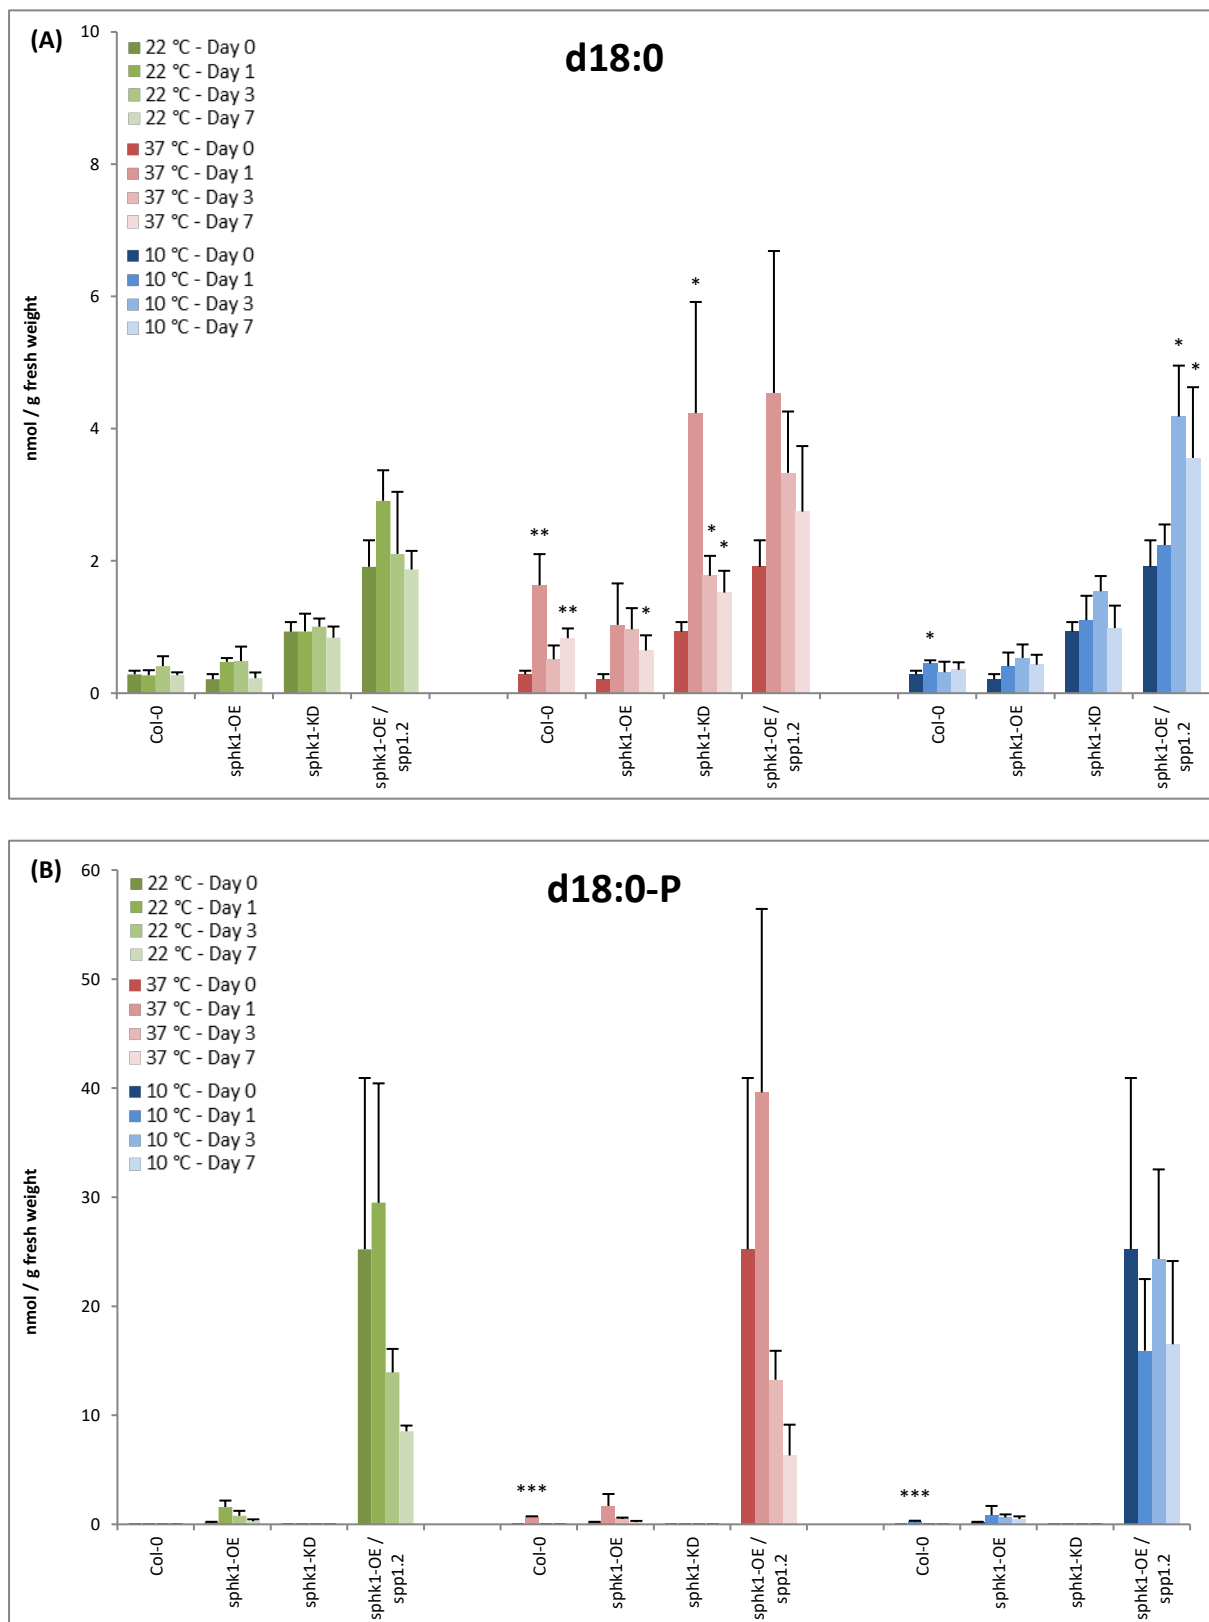 (A)
d18:0
22 °C - Day 0
22 °C - Day 1
22 °C - Day 3
22 °C - Day 7
37 °C - Day 0
37 °C - Day 1
37 °C - Day 3
37 °C - Day 7
10 °C - Day 0
10 °C - Day 1
10 °C - Day 3
10 °C - Day 7
nmol / g fresh weight
10
8
6
4
2
0
** ** * * * * * * *
Col-0
sphk1-OE
sphk1-KD
sphk1-OE /
spp1.2
Col-0
sphk1-OE
sphk1-KD
sphk1-OE /
spp1.2
Col-0
sphk1-OE
sphk1-KD
sphk1-OE /
spp1.2
(B)
d18:0-P
22 °C - Day 0
22 °C - Day 1
22 °C - Day 3
22 °C - Day 7
37 °C - Day 0
37 °C - Day 1
37 °C - Day 3
37 °C - Day 7
10 °C - Day 0
10 °C - Day 1
10 °C - Day 3
10 °C - Day 7
nmol / g fresh weight
60
50
40
30
20
10
0
*** ***
Col-0
sphk1-OE
sphk1-KD
sphk1-OE /
spp1.2
Col-0
sphk1-OE
sphk1-KD
sphk1-OE /
spp1.2
Col-0
sphk1-OE
sphk1-KD
sphk1-OE /
spp1.2